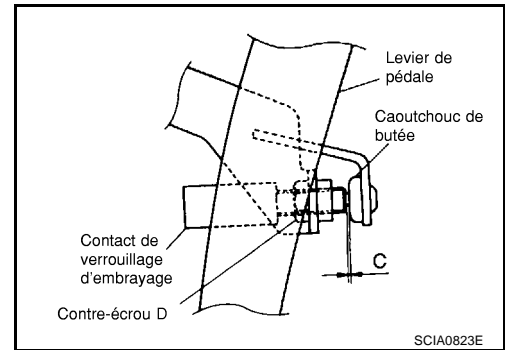 Levier de
pédale
Caoutchouc de
butée
Contact de
verrouillage
d'embrayage
C
Contre-écrou D
SCIA0823E